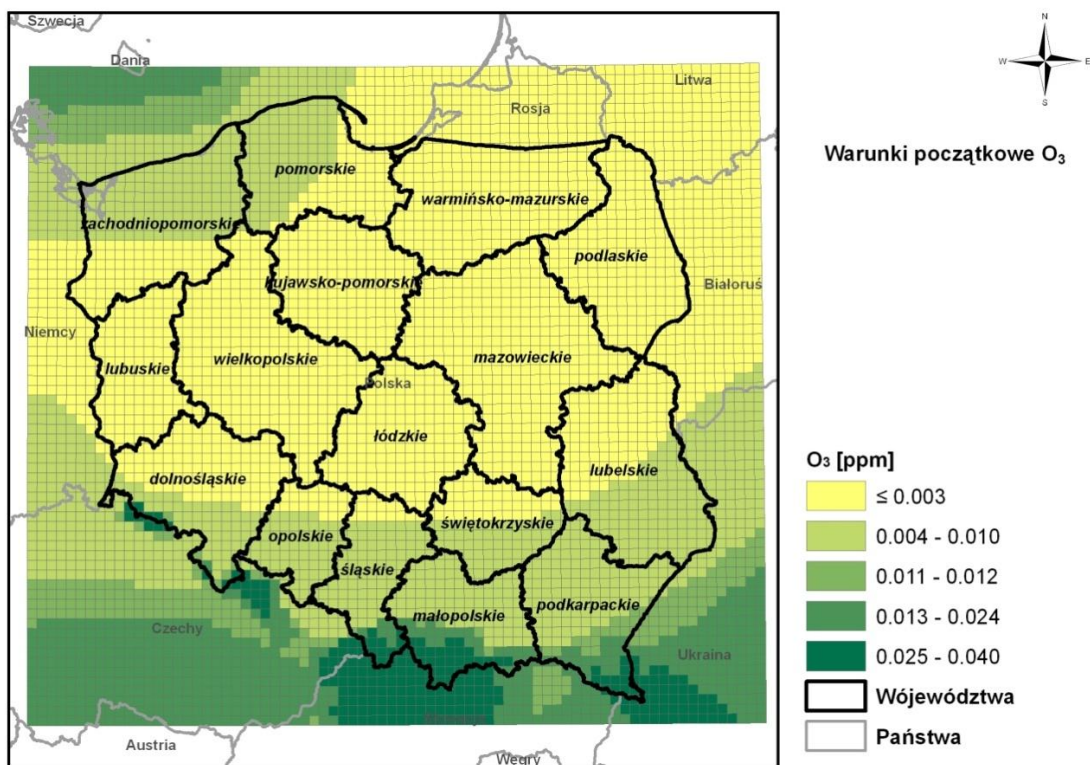 Szwecja
Dania
Litwa
Rosja
pomorskie
warmińsko-mazurskie
zachodniopomorskie
podlaskie
kujawsko-pomorskie
Białoruś
Niemcy
lubuskie
wielkopolskie
mazowieckie
Polska
łódzkie
dolnośląskie
lubelskie
opolskie
świętokrzyskie
śląskie
małopolskie
podkarpackie
Czechy
Ukraina
Austria
Węgry
N
W E
S
Warunki początkowe O₃
O₃ [ppm]
≤ 0.003
0.004 - 0.010
0.011 - 0.012
0.013 - 0.024
0.025 - 0.040
Wójewództwa
Państwa